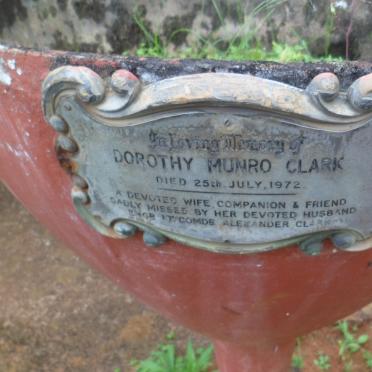 In Loving Memory of
DOROTHY MUNRO CLARK
DIED 25th JULY, 1972.
A DEVOTED WIFE, COMPANION & FRIEND
SADLY MISSED BY HER DEVOTED HUSBAND
ALEXANDER